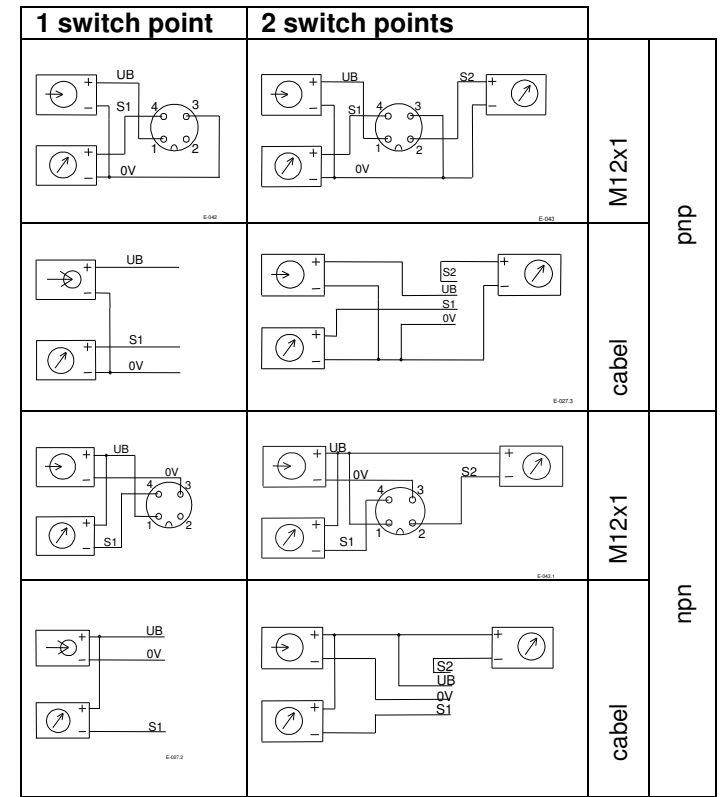 1 switch point 2 switch points
UB
S1
4 3
1 2
0V
+
−
+
−
E-042
UB
S2
S1
4 3
1 2
0V
+
−
+
−
+
−
E-043
M12x1
pnp
UB
S1
0V
+
−
+
−
S2
UB
S1
0V
+
−
+
−
+
−
E-027.3
cabel
UB
0V
4 3
1 2
S1
+
−
+
−
UB
0V
S2
4 3
1 2
S1
+
−
+
−
+
−
E-043.1
M12x1
npn
UB
0V
S1
+
−
+
−
E-027.2
S2
UB
0V
S1
+
−
+
−
+
−
cabel